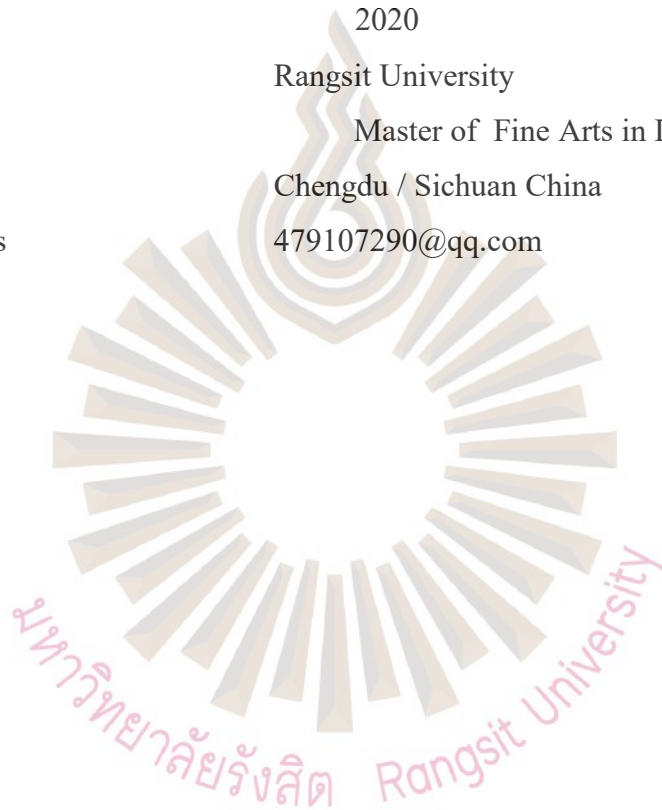 2020
Rangsit University
Master of Fine Arts in I
Chengdu / Sichuan China
s 479107290@qq.com
มหาวิทยาลัยรังสิต Rangsit University